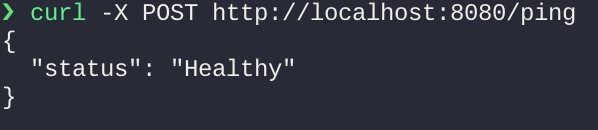 ❯ curl -X POST http://localhost:8080/ping
{
  "status": "Healthy"
}